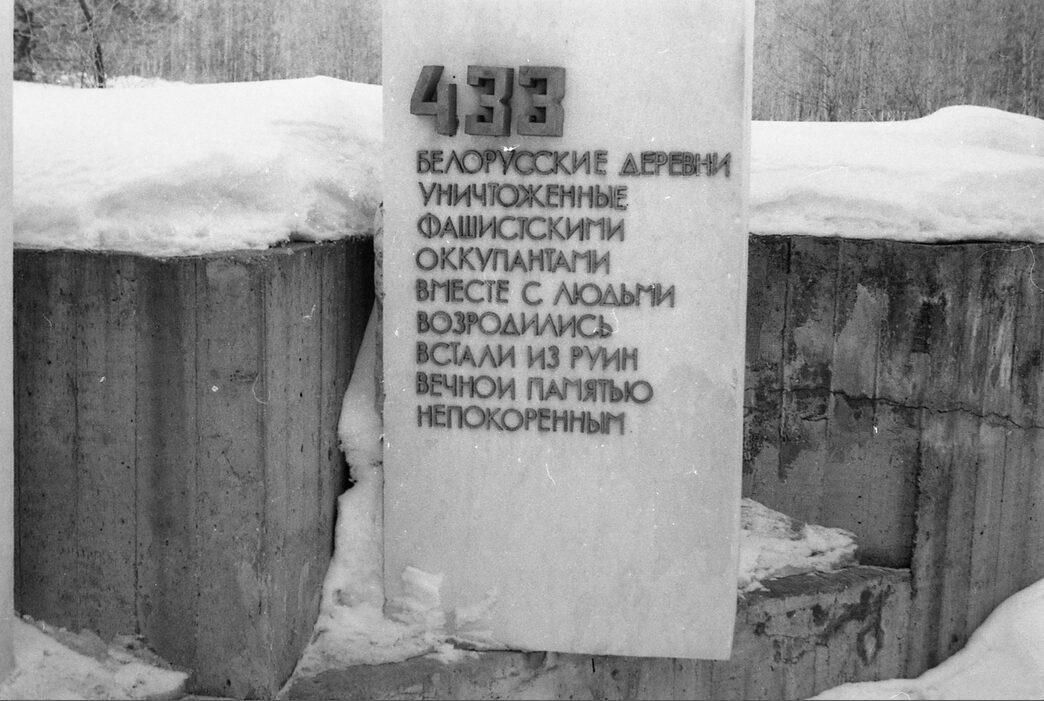 433
БЕЛОРУССКИЕ ДЕРЕВНИ
УНИЧТОЖЕННЫЕ
ФАШИСТСКИМИ
ОККУПАНТАМИ
ВМЕСТЕ С ЛЮДЬМИ
ВОЗРОДИЛИСЬ
ВСТАЛИ ИЗ РУИН
ВЕЧНОЙ ПАМЯТЬЮ
НЕПОКОРЕННЫМ